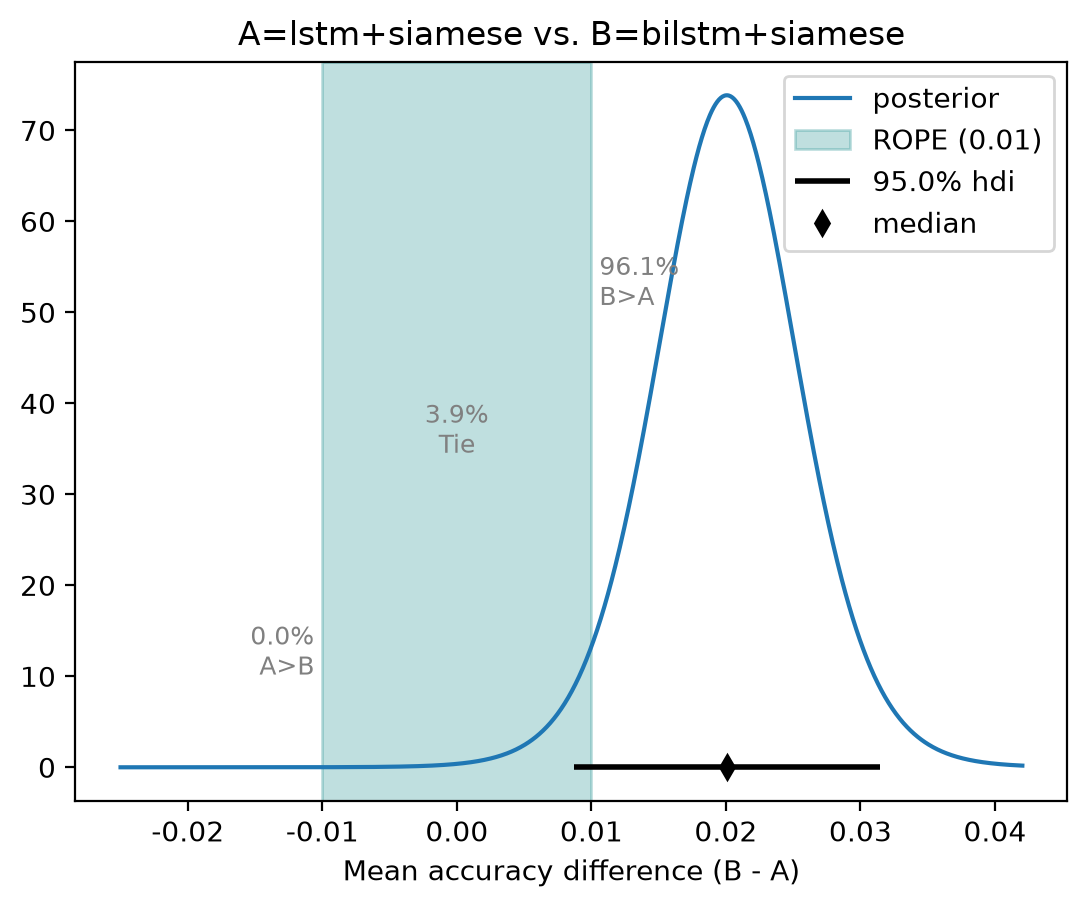 A=lstm+siamese vs. B=bilstm+siamese
posterior
ROPE (0.01)
95.0% hdi
median
96.1%
B>A
3.9%
Tie
0.0%
A>B
70
60
50
40
30
20
10
0
-0.02 -0.01 0.00 0.01 0.02 0.03 0.04
Mean accuracy difference (B - A)